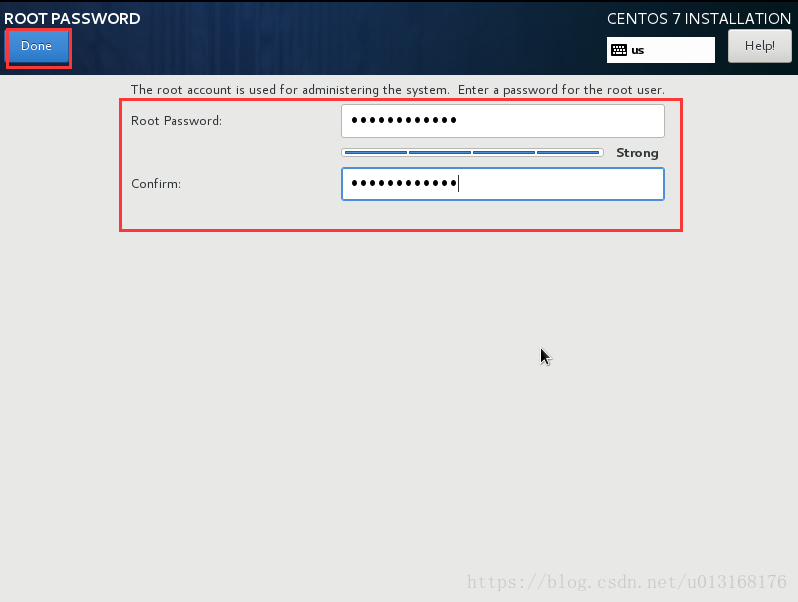 ROOT PASSWORD
CENTOS 7 INSTALLATION
Done
us
Help!
The root account is used for administering the system. Enter a password for the root user.
Root Password:
••••••••••••
Strong
Confirm:
••••••••••••
https://blog.csdn.net/u013168176